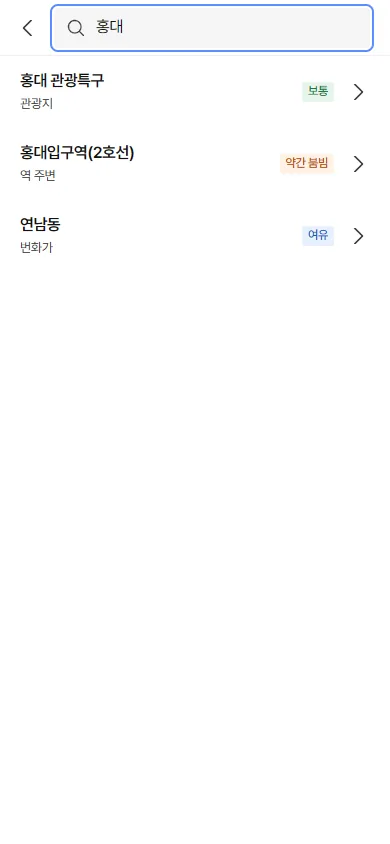 홍대
홍대 관광특구
관광지
보통
홍대입구역(2호선)
역 주변
약간 붐빔
연남동
번화가
여유